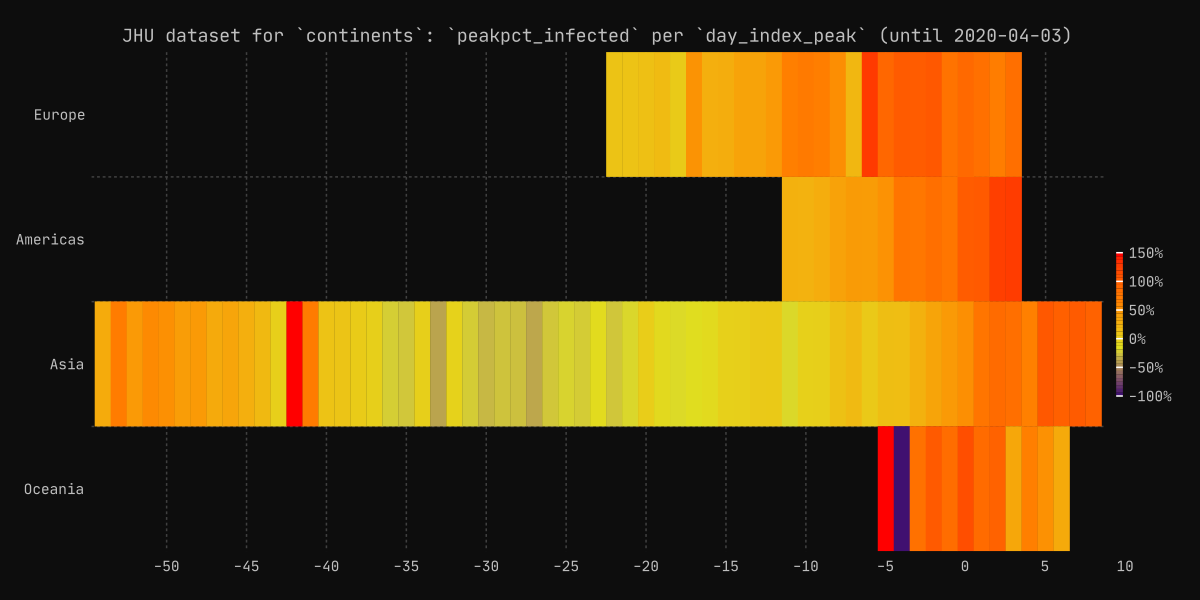 JHU dataset for `continents`: `peakpct_infected` per `day_index_peak` (until 2020-04-03)
Europe
Americas
150%
100%
50%
0%
-50%
-100%
Asia
Oceania
-50 -45 -40 -35 -30 -25 -20 -15 -10 -5 0 5 10